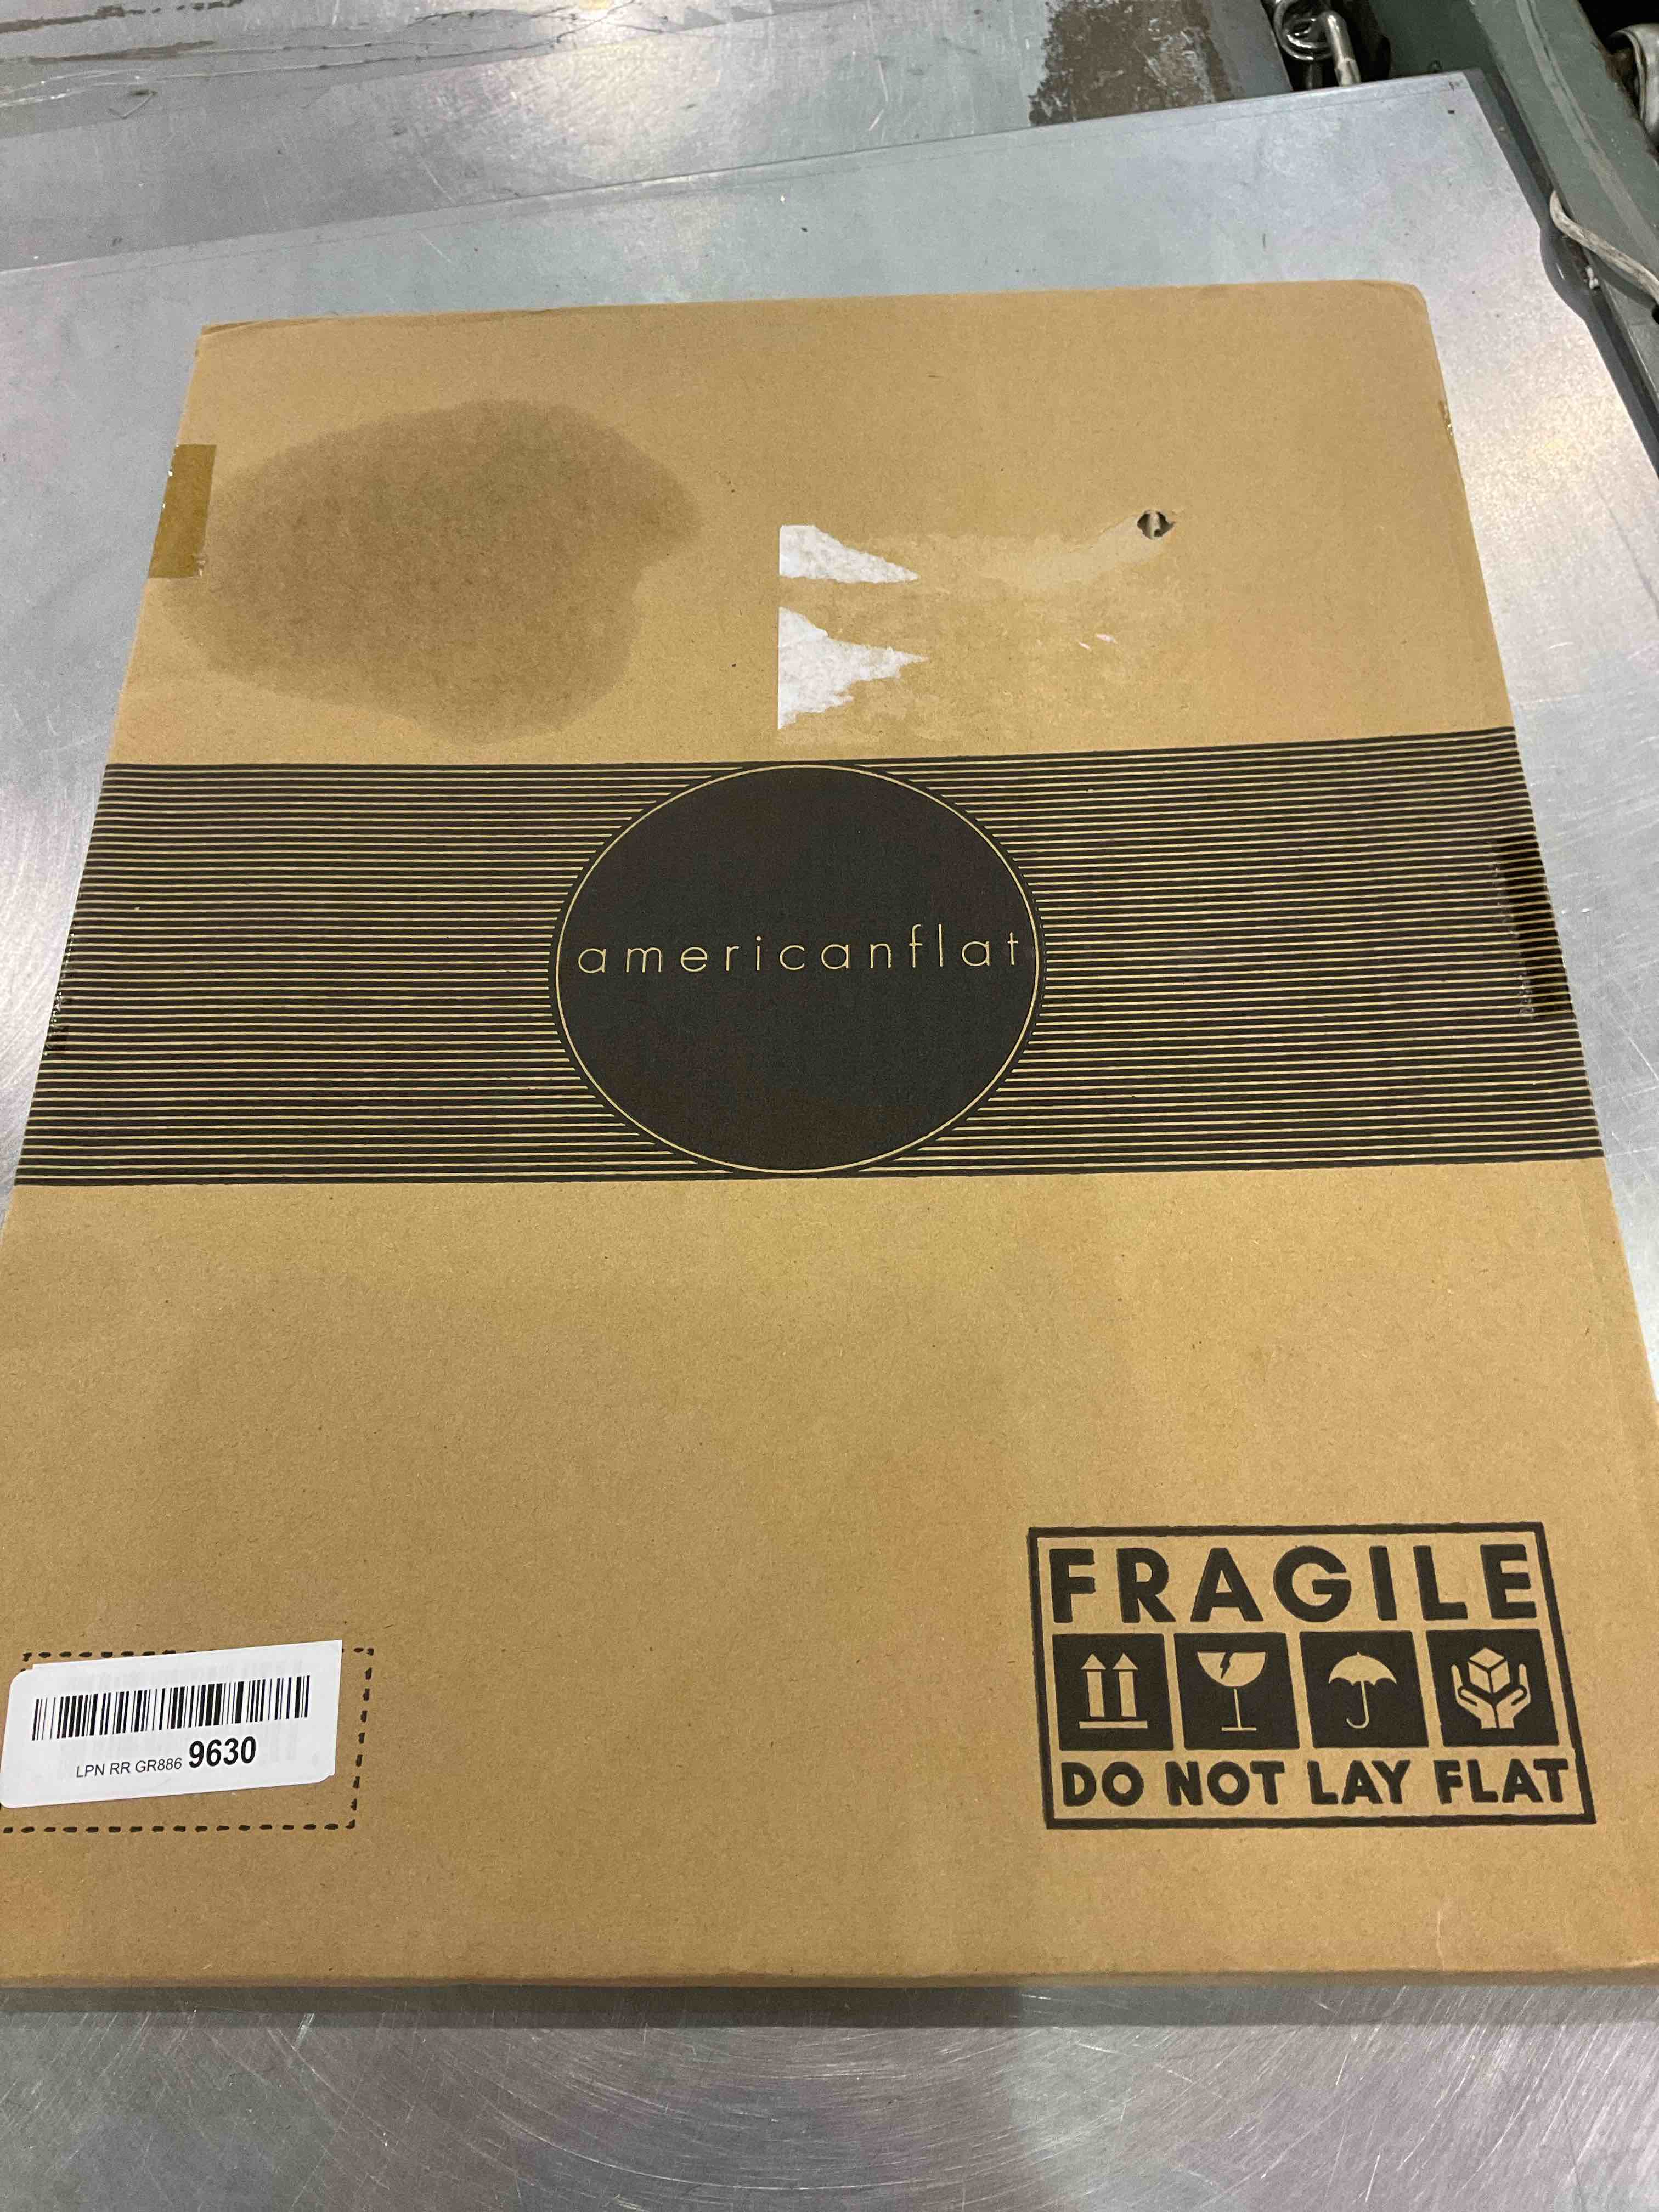 americanflat
FRAGILE
DO NOT LAY FLAT
LPN RR GR886 9630